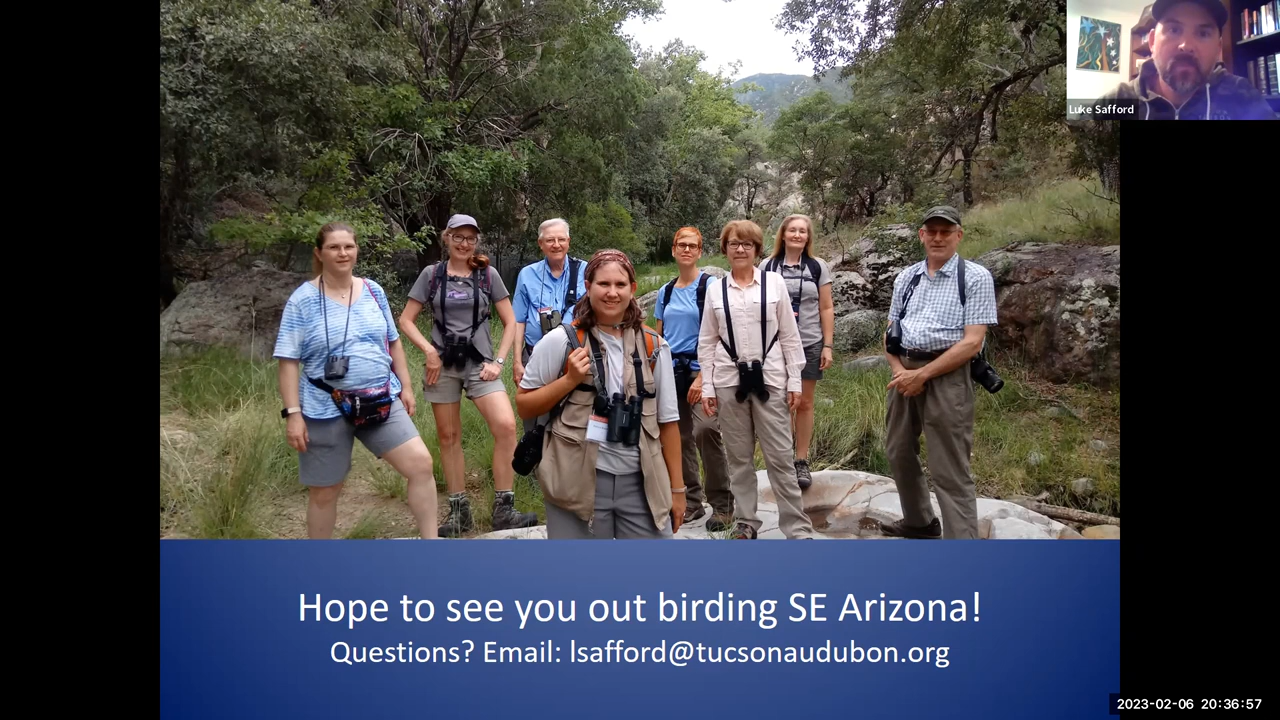 Luke Safford
Hope to see you out birding SE Arizona!
Questions? Email: lsafford@tucsonaudubon.org
2023-02-06 20:36:57